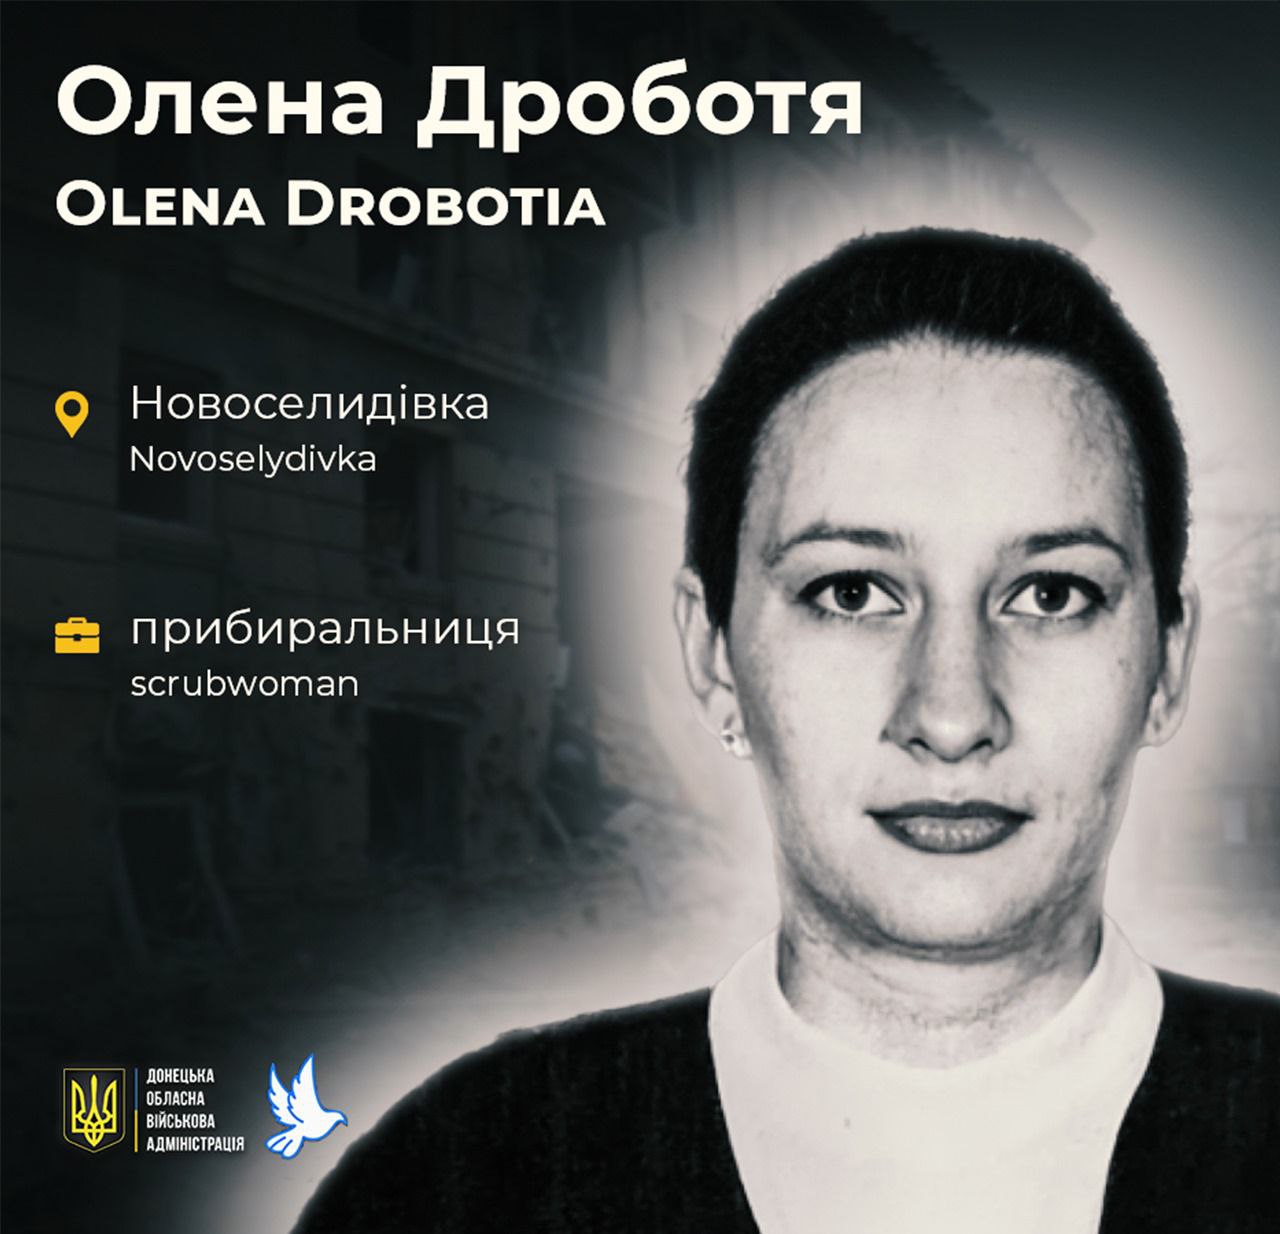 Олена Дроботя
Olena Drobotia
Новоселидівка
Novoselydivka
прибиральниця
scrubwoman
ДОНЕЦЬКА
ОБЛАСНА
ВІЙСЬКОВА
АДМІНІСТРАЦІЯ